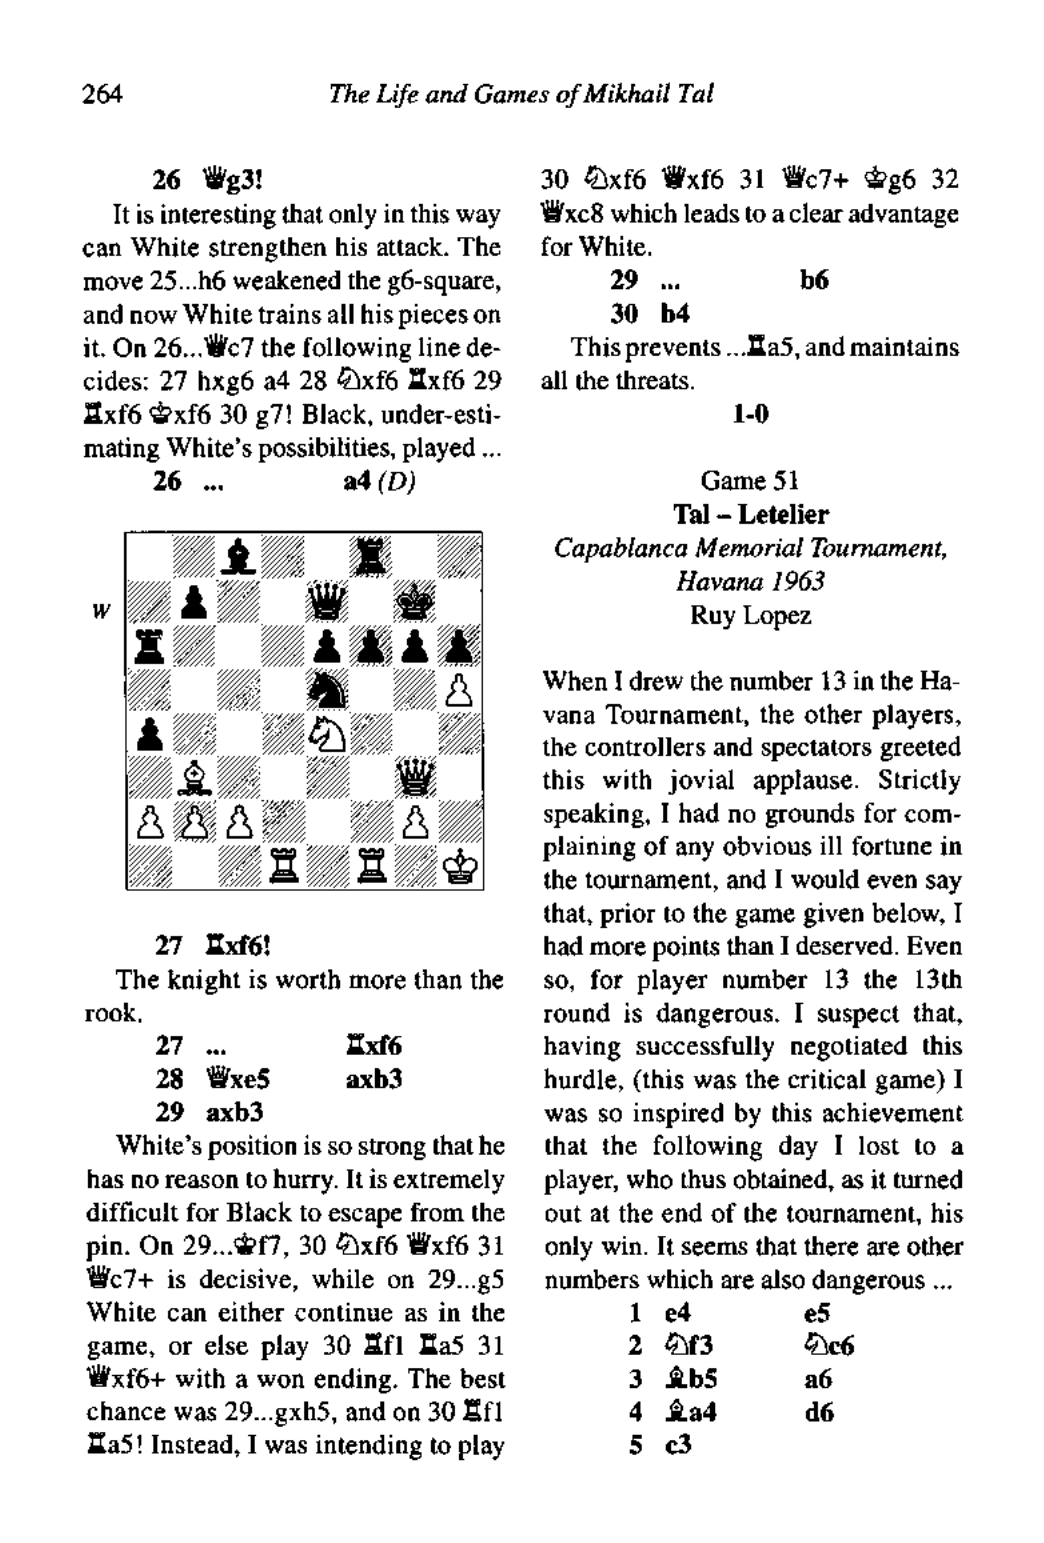 264
The Life and Games of Mikhail Tal
26 ♕g3!
It is interesting that only in this way
can White strengthen his attack. The
move 25...h6 weakened the g6-square,
and now White trains all his pieces on
it. On 26...♕c7 the following line de-
cides: 27 hxg6 a4 28 ♘xf6 ♖xf6 29
♖xf6 ♔xf6 30 g7! Black, under-esti-
mating White's possibilities, played ...
26 ... a4 (D)
W
27 ♖xf6!
The knight is worth more than the
rook.
27 ... ♖xf6
28 ♕xe5 axb3
29 axb3
White's position is so strong that he
has no reason to hurry. It is extremely
difficult for Black to escape from the
pin. On 29...♔f7, 30 ♘xf6 ♕xf6 31
♕c7+ is decisive, while on 29...g5
White can either continue as in the
game, or else play 30 ♖f1 ♖a5 31
♕xf6+ with a won ending. The best
chance was 29...gxh5, and on 30 ♖f1
♖a5! Instead, I was intending to play
30 ♘xf6 ♕xf6 31 ♕c7+ ♔g6 32
♕xc8 which leads to a clear advantage
for White.
29 ... b6
30 b4
This prevents ...♖a5, and maintains
all the threats.
1-0
Game 51
Tal – Letelier
Capablanca Memorial Tournament,
Havana 1963
Ruy Lopez
When I drew the number 13 in the Ha-
vana Tournament, the other players,
the controllers and spectators greeted
this with jovial applause. Strictly
speaking, I had no grounds for com-
plaining of any obvious ill fortune in
the tournament, and I would even say
that, prior to the game given below, I
had more points than I deserved. Even
so, for player number 13 the 13th
round is dangerous. I suspect that,
having successfully negotiated this
hurdle, (this was the critical game) I
was so inspired by this achievement
that the following day I lost to a
player, who thus obtained, as it turned
out at the end of the tournament, his
only win. It seems that there are other
numbers which are also dangerous ...
1 e4 e5
2 ♘f3 ♘c6
3 ♗b5 a6
4 ♗a4 d6
5 c3